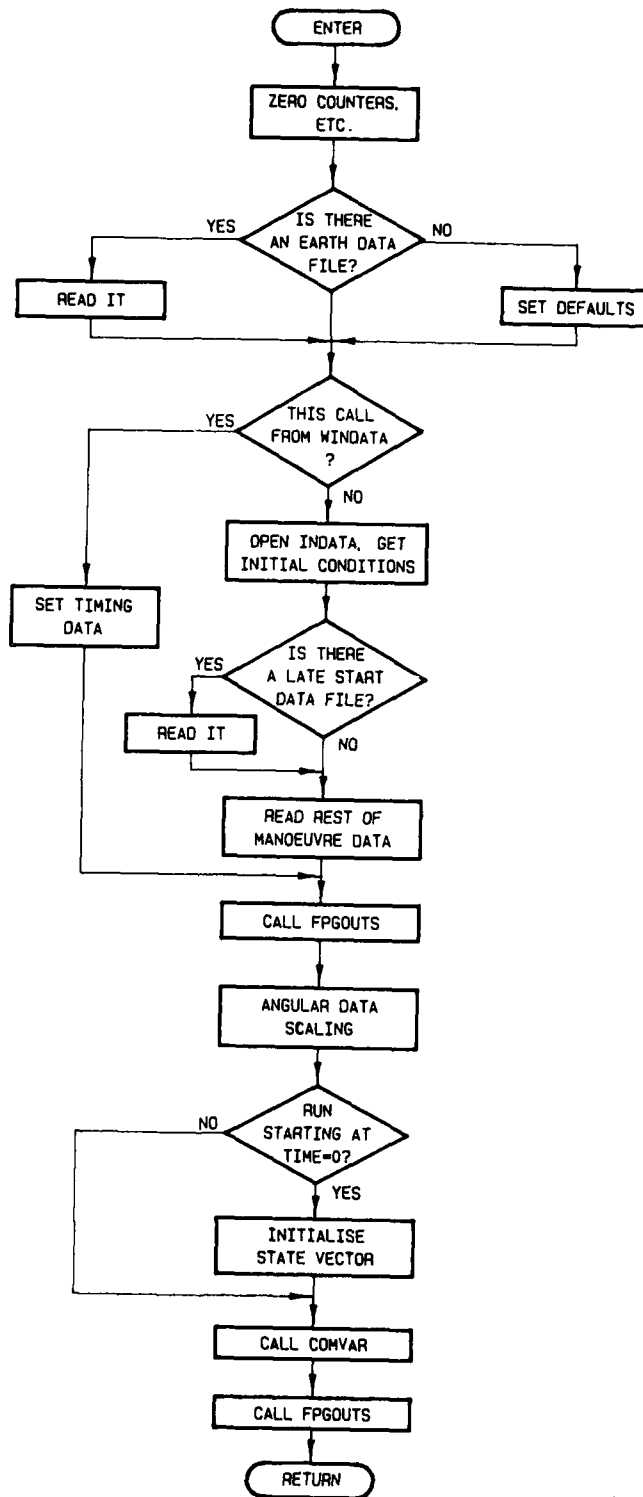 ENTER
ZERO COUNTERS,
ETC.
IS THERE
AN EARTH DATA
FILE?
YES
NO
READ IT
SET DEFAULTS
THIS CALL
FROM WINDATA
?
YES
NO
OPEN INDATA, GET
INITIAL CONDITIONS
SET TIMING
DATA
IS THERE
A LATE START
DATA FILE?
YES
READ IT
NO
READ REST OF
MANOEUVRE DATA
CALL FPGOUTS
ANGULAR DATA
SCALING
RUN
STARTING AT
TIME=0?
NO
YES
INITIALISE
STATE VECTOR
CALL COMVAR
CALL FPGOUTS
RETURN